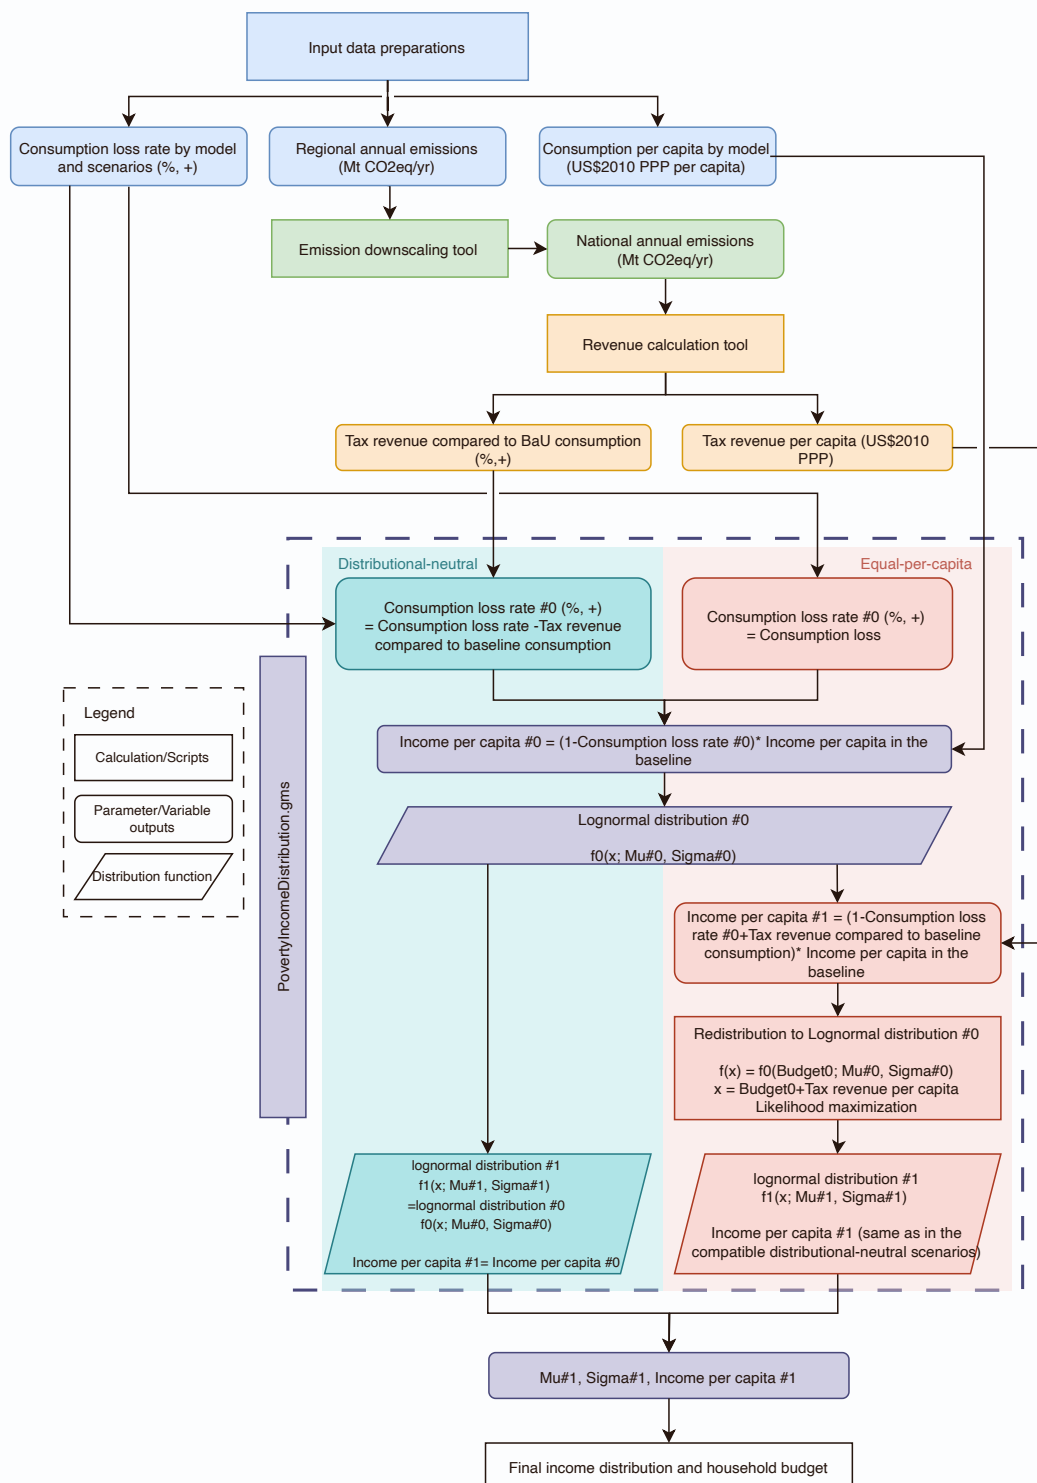 Input data preparations
Consumption loss rate by model
and scenarios (%, +)
Regional annual emissions
(Mt CO2eq/yr)
Consumption per capita by model
(US$2010 PPP per capita)
Emission downscaling tool
National annual emissions
(Mt CO2eq/yr)
Revenue calculation tool
Tax revenue compared to BaU consumption
(%,+)
Tax revenue per capita (US$2010
PPP)
Distributional-neutral
Equal-per-capita
Consumption loss rate #0 (%, +)
= Consumption loss rate -Tax revenue
compared to baseline consumption
Consumption loss rate #0 (%, +)
= Consumption loss
Legend
Calculation/Scripts
Parameter/Variable
outputs
Distribution function
PovertyIncomeDistribution.gms
Income per capita #0 = (1-Consumption loss rate #0)* Income per capita in the
baseline
Lognormal distribution #0
f0(x; Mu#0, Sigma#0)
Income per capita #1 = (1-Consumption loss
rate #0+Tax revenue compared to baseline
consumption)* Income per capita in the
baseline
Redistribution to Lognormal distribution #0
f(x) = f0(Budget0; Mu#0, Sigma#0)
x = Budget0+Tax revenue per capita
Likelihood maximization
lognormal distribution #1
f1(x; Mu#1, Sigma#1)
=lognormal distribution #0
f0(x; Mu#0, Sigma#0)
Income per capita #1= Income per capita #0
lognormal distribution #1
f1(x; Mu#1, Sigma#1)
Income per capita #1 (same as in the
compatible distributional-neutral scenarios)
Mu#1, Sigma#1, Income per capita #1
Final income distribution and household budget